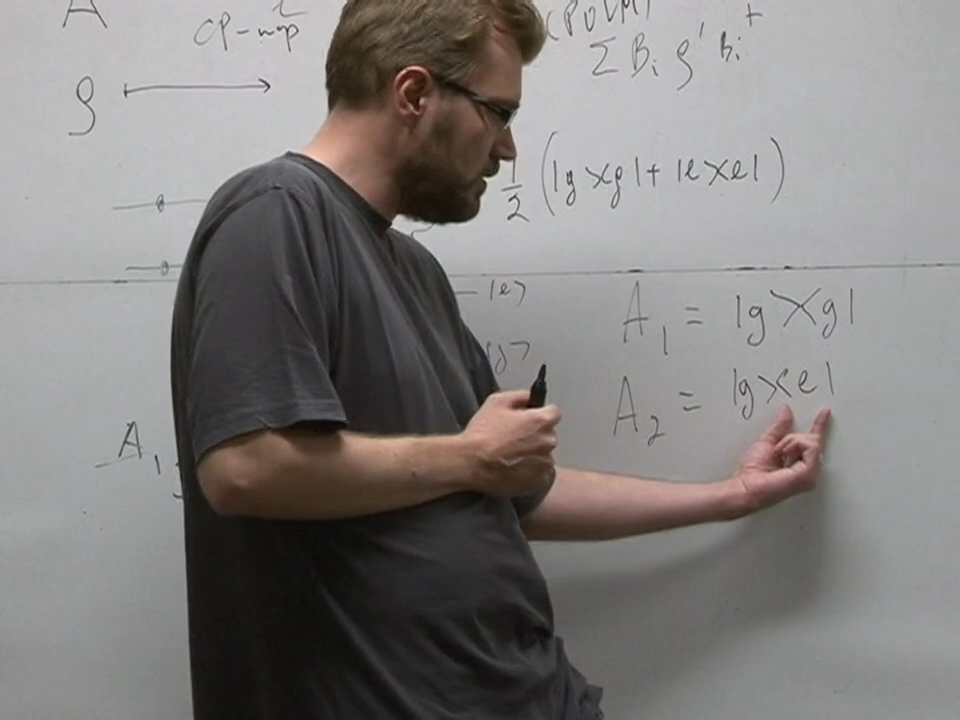 A
CP-map
(POVM)
∑ Bᵢ ρ' Bᵢ⁺
ρ ⟼
1/2 (|g⟩⟨g| + |e⟩⟨e|)
|e⟩
|g⟩
A₁ = |g⟩⟨g|
A₂ = |g⟩⟨e|
A₁